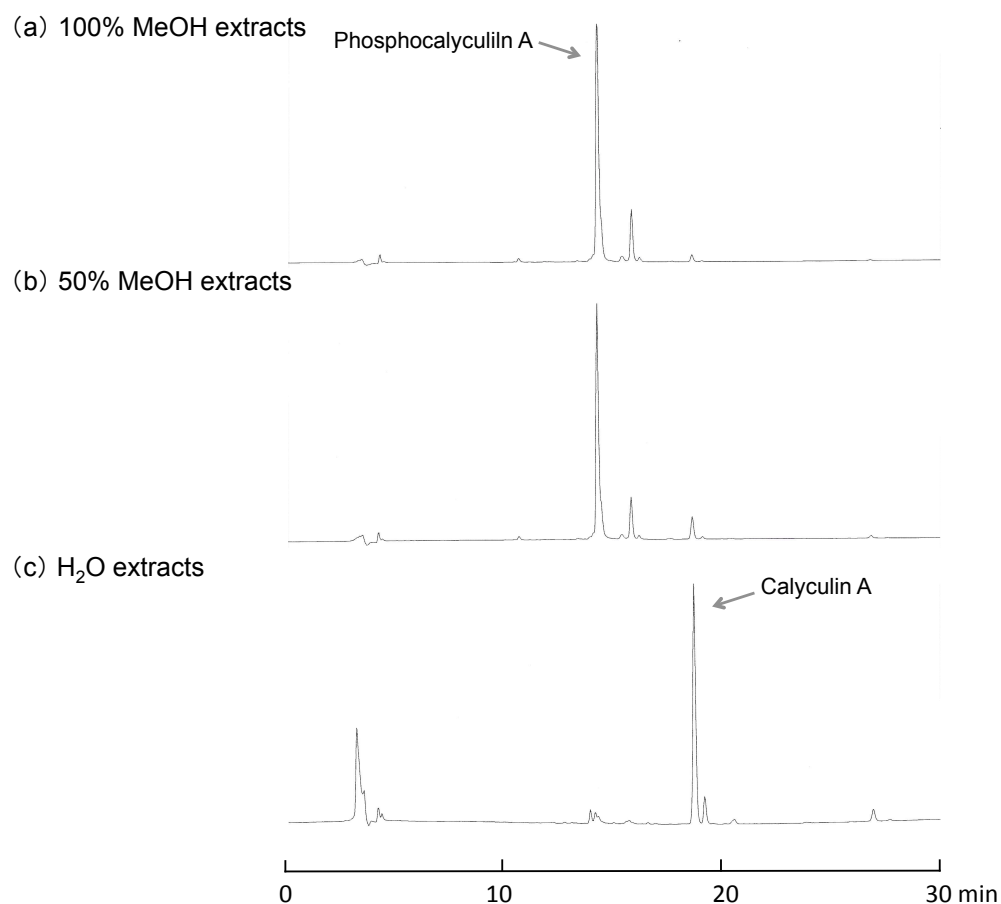 (a) 100% MeOH extracts
Phosphocalyculiln A
(b) 50% MeOH extracts
(c) H₂O extracts
Calyculin A
0 10 20 30 min